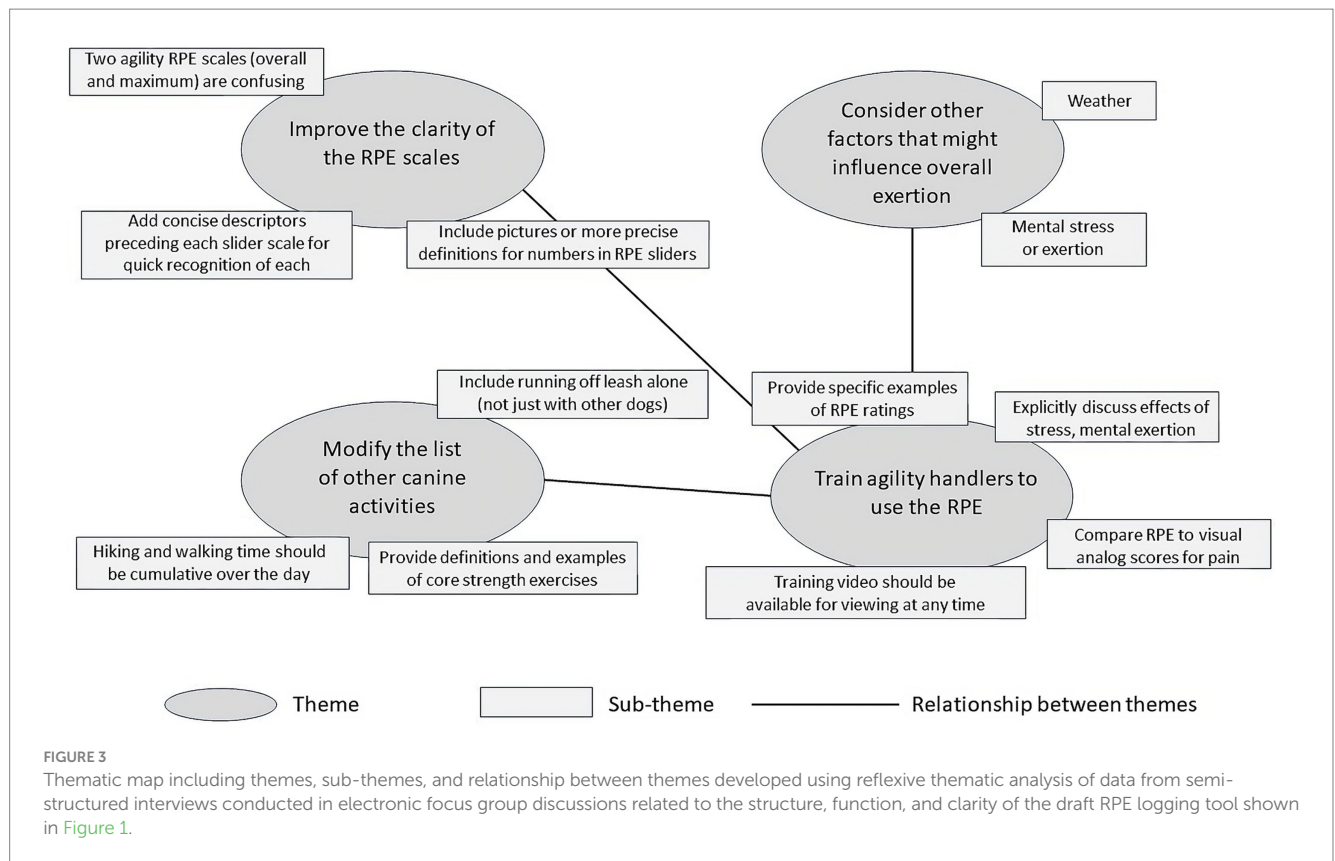 Two agility RPE scales (overall
and maximum) are confusing
Improve the clarity of
the RPE scales
Add concise descriptors
preceding each slider scale for
quick recognition of each
Include pictures or more precise
definitions for numbers in RPE sliders
Consider other
factors that might
influence overall
exertion
Weather
Mental stress
or exertion
Include running off leash alone
(not just with other dogs)
Modify the list
of other canine
activities
Hiking and walking time should
be cumulative over the day
Provide definitions and examples
of core strength exercises
Provide specific examples
of RPE ratings
Explicitly discuss effects of
stress, mental exertion
Train agility handlers to
use the RPE
Compare RPE to visual
analog scores for pain
Training video should be
available for viewing at any time
Theme
Sub-theme
Relationship between themes
FIGURE 3
Thematic map including themes, sub-themes, and relationship between themes developed using reflexive thematic analysis of data from semi-
structured interviews conducted in electronic focus group discussions related to the structure, function, and clarity of the draft RPE logging tool shown
in Figure 1.